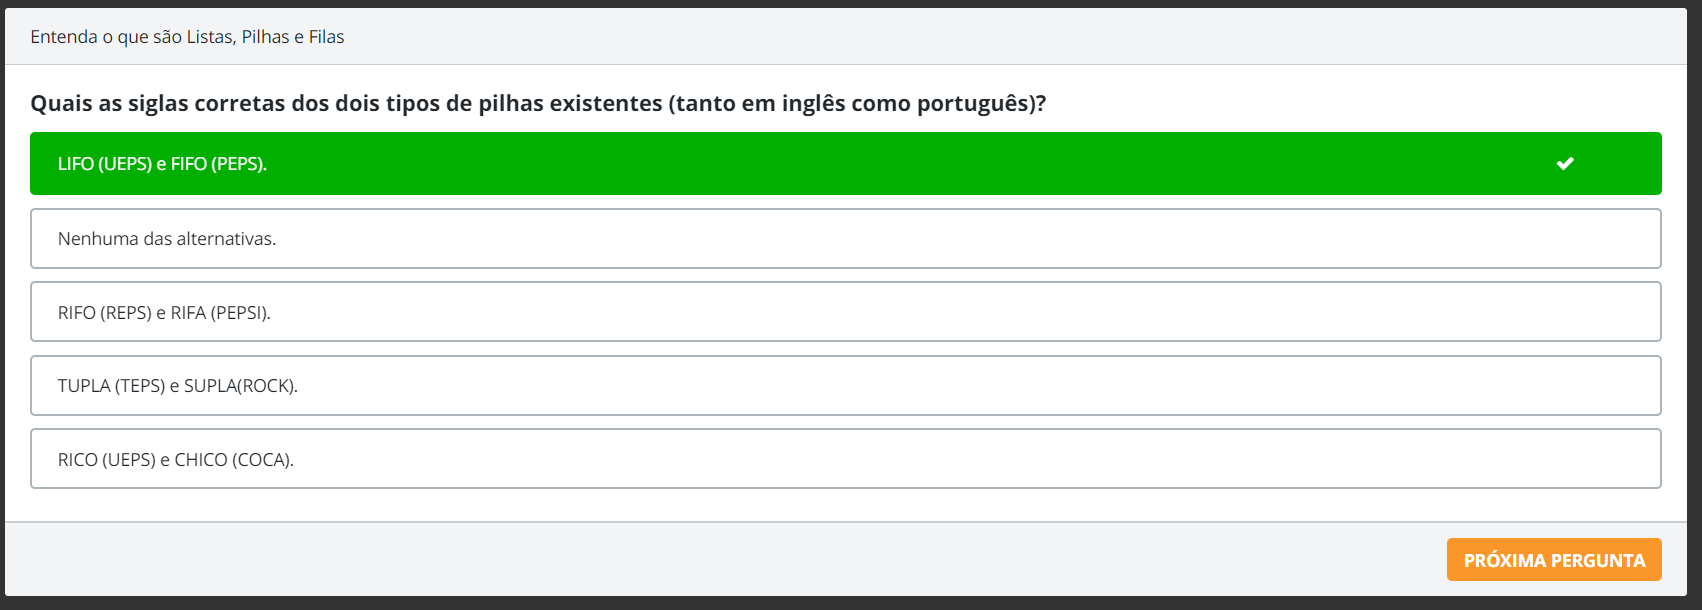 Entenda o que são Listas, Pilhas e Filas
Quais as siglas corretas dos dois tipos de pilhas existentes (tanto em inglês como português)?
LIFO (UEPS) e FIFO (PEPS).
Nenhuma das alternativas.
RIFO (REPS) e RIFA (PEPSI).
TUPLA (TEPS) e SUPLA(ROCK).
RICO (UEPS) e CHICO (COCA).
PRÓXIMA PERGUNTA